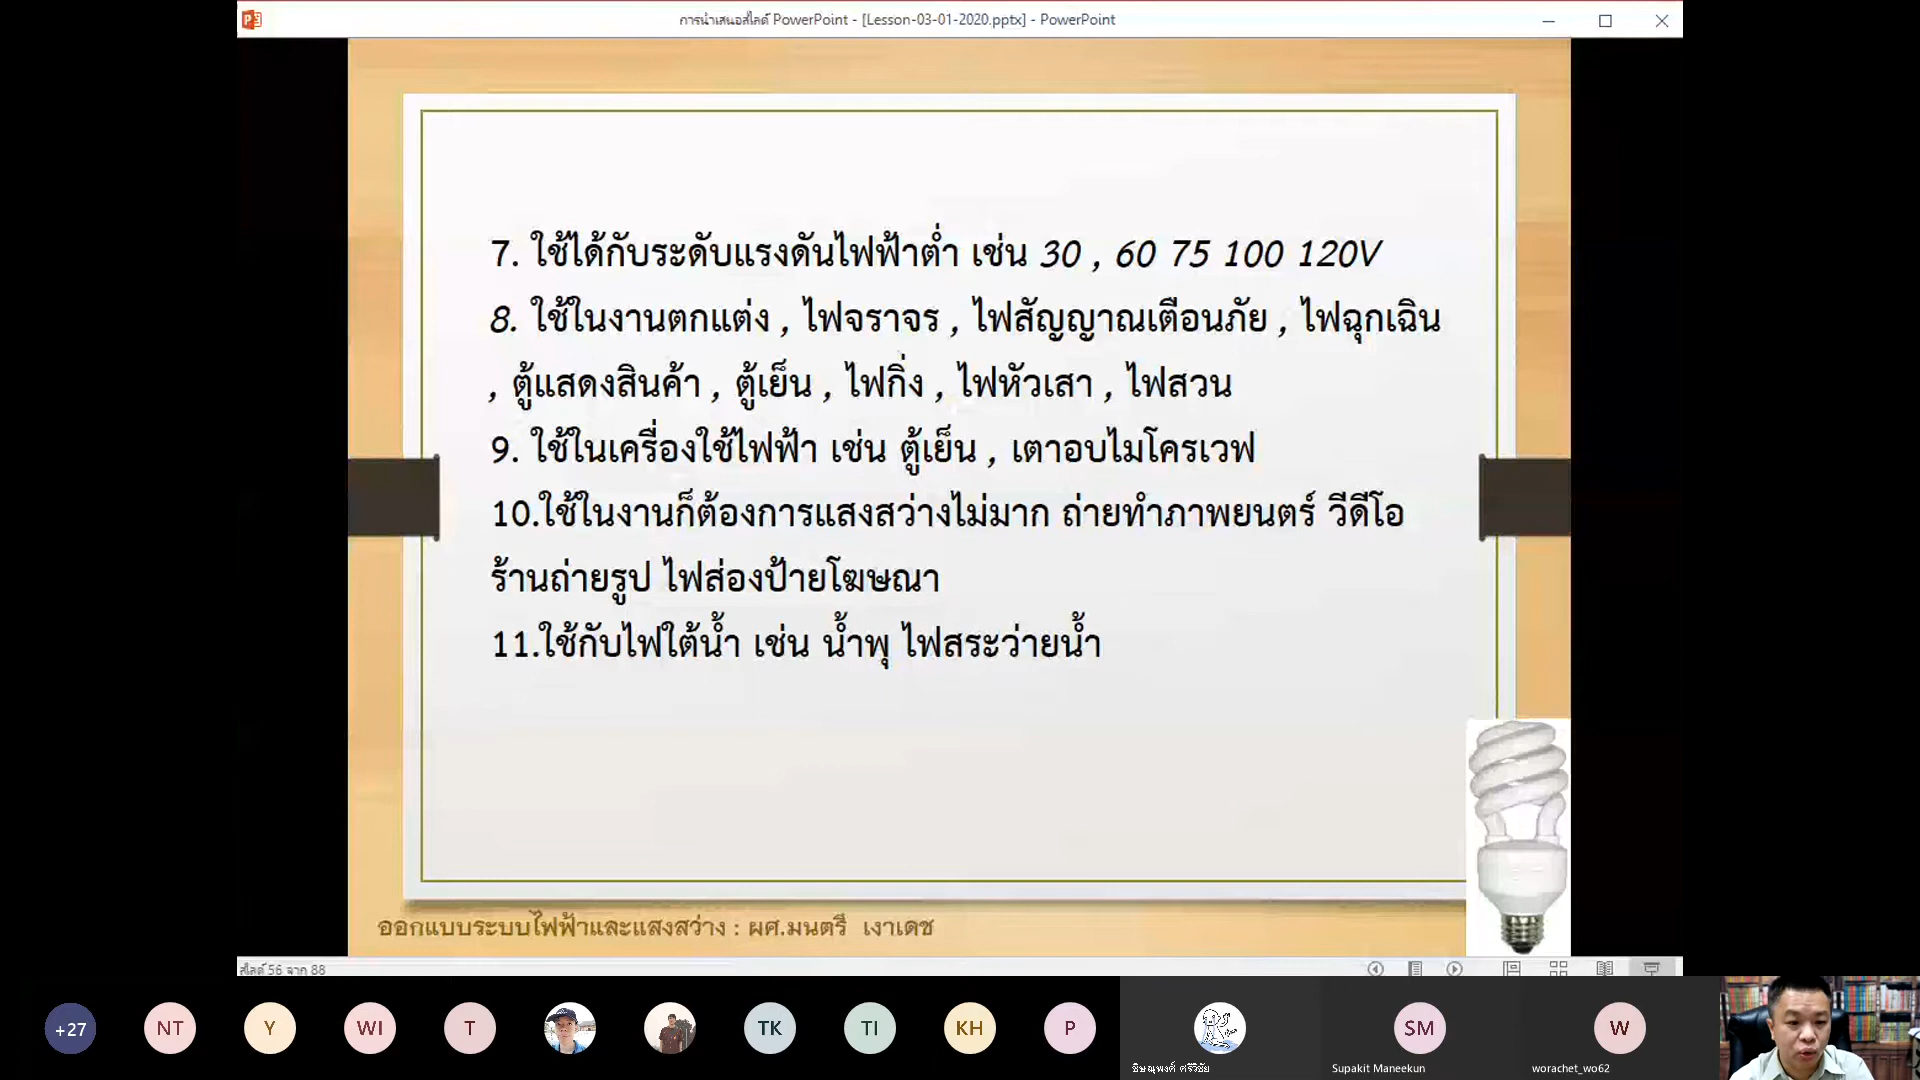 การนำเสนอสไลด์ PowerPoint - [Lesson-03-01-2020.pptx] - PowerPoint
7. ใช้ได้กับระดับแรงดันไฟฟ้าต่ำ เช่น 30 , 60 75 100 120V
8. ใช้ในงานตกแต่ง , ไฟจราจร , ไฟสัญญาณเตือนภัย , ไฟฉุกเฉิน
, ตู้แสดงสินค้า , ตู้เย็น , ไฟกิ่ง , ไฟหัวเสา , ไฟสวน
9. ใช้ในเครื่องใช้ไฟฟ้า เช่น ตู้เย็น , เตาอบไมโครเวฟ
10.ใช้ในงานก็ต้องการแสงสว่างไม่มาก ถ่ายทำภาพยนตร์ วีดีโอ
ร้านถ่ายรูป ไฟส่องป้ายโฆษณา
11.ใช้กับไฟใต้น้ำ เช่น น้ำพุ ไฟสระว่ายน้ำ
ออกแบบระบบไฟฟ้าและแสงสว่าง : ผศ.มนตรี เงาเดช
สไลด์ 56 จาก 88
+27 NT Y WI T TK TI KH P SM W
ชิษณุพงศ์ ศรีวิชัย Supakit Maneekun worachet_wo62